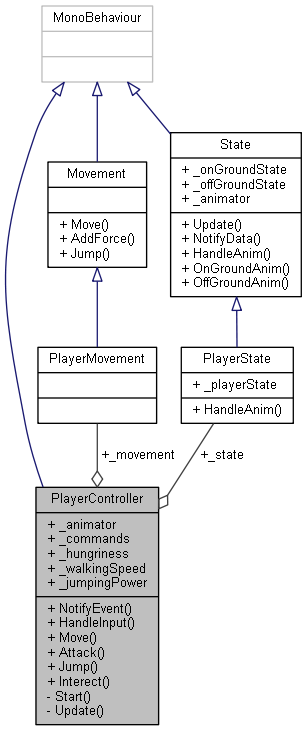 MonoBehaviour
State
+ _onGroundState
+ _offGroundState
+ _animator
+ Update()
+ NotifyData()
+ HandleAnim()
+ OnGroundAnim()
+ OffGroundAnim()
Movement
+ Move()
+ AddForce()
+ Jump()
PlayerMovement
PlayerState
+ _playerState
+ HandleAnim()
+_movement
+_state
PlayerController
+ _animator
+ _commands
+ _hungriness
+ _walkingSpeed
+ _jumpingPower
+ NotifyEvent()
+ HandleInput()
+ Move()
+ Attack()
+ Jump()
+ Interect()
- Start()
- Update()